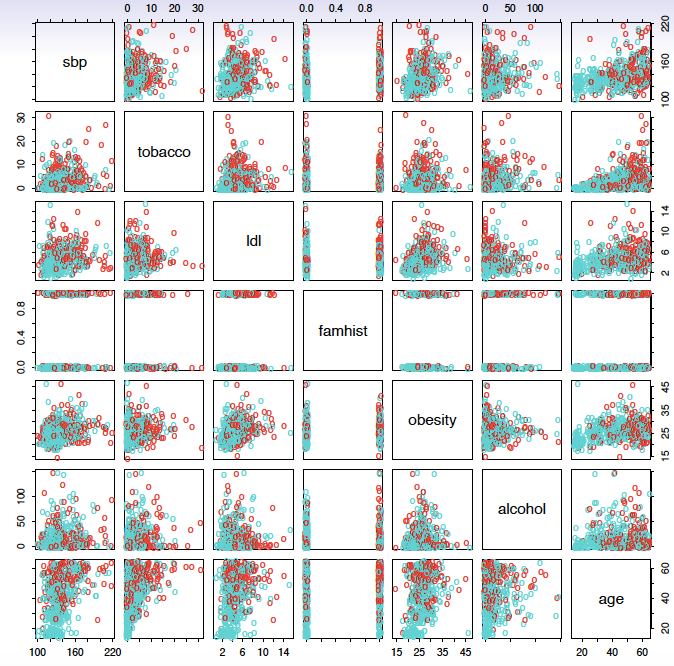 0 10 20 30 0.0 0.4 0.8 0 50 100
sbp 100 160 220
0 10 20 30 tobacco
ldl 2 6 10 14
0.0 0.4 0.8 famhist
obesity 15 25 35 45
0 50 100 alcohol
age 20 40 60
100 160 220 2 6 10 14 15 25 35 45 20 40 60